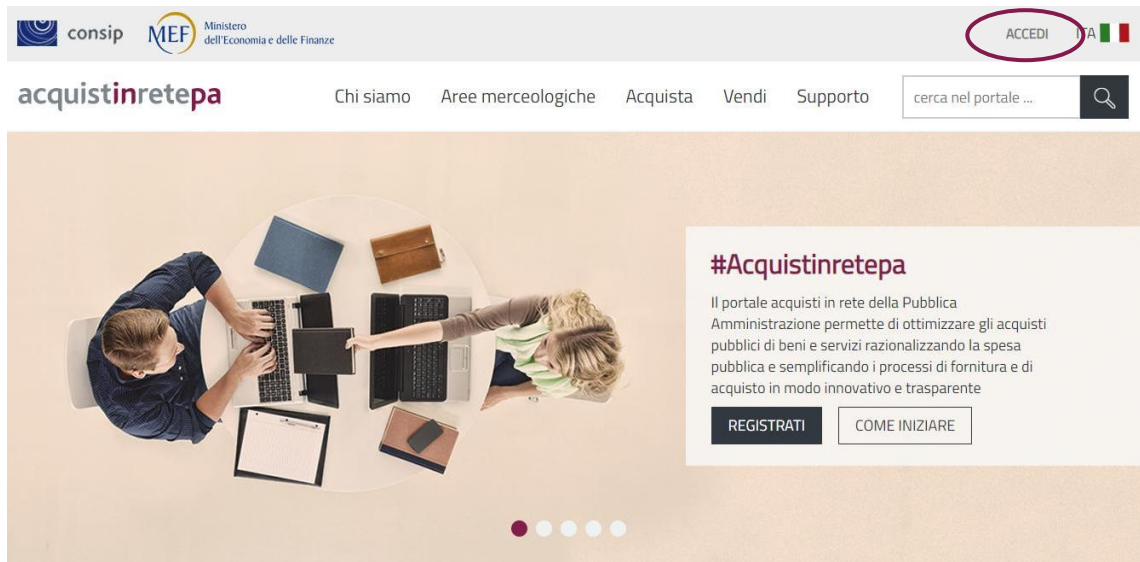 consip
MEF
Ministero
dell'Economia e delle Finanze
ACCEDI
ITA
acquistinretepa
Chi siamo
Aree merceologiche
Acquista
Vendi
Supporto
cerca nel portale ...
#Acquistinretepa
Il portale acquisti in rete della Pubblica
Amministrazione permette di ottimizzare gli acquisti
pubblici di beni e servizi razionalizzando la spesa
pubblica e semplificando i processi di fornitura e di
acquisto in modo innovativo e trasparente
REGISTRATI
COME INIZIARE